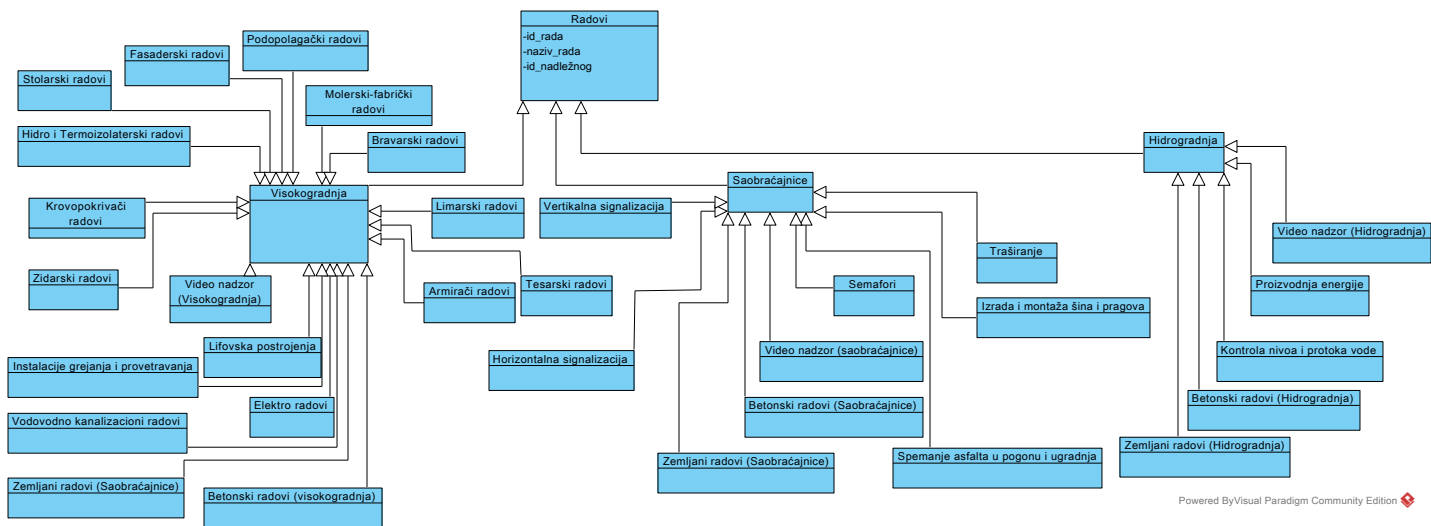 Radovi
-id_rada
-naziv_rada
-id_nadležnog
Podopolagački radovi
Fasaderski radovi
Stolarski radovi
Molerski-fabrički
radovi
Hidro i Termoizolaterski radovi
Bravarski radovi
Hidrogradnja
Saobraćajnice
Visokogradnja
Krovopokrivači
radovi
Limarski radovi
Vertikalna signalizacija
Video nadzor (Hidrogradnja)
Traširanje
Zidarski radovi
Video nadzor
(Visokogradnja)
Armirači radovi
Tesarski radovi
Semafori
Proizvodnja energije
Izrada i montaža šina i pragova
Lifovska postrojenja
Horizontalna signalizacija
Video nadzor (saobraćajnice)
Kontrola nivoa i protoka vode
Instalacije grejanja i provetravanja
Elektro radovi
Betonski radovi (Saobraćajnice)
Betonski radovi (Hidrogradnja)
Vodovodno kanalizacioni radovi
Zemljani radovi (Hidrogradnja)
Zemljani radovi (Saobraćajnice)
Spemanje asfalta u pogonu i ugradnja
Zemljani radovi (Saobraćajnice)
Betonski radovi (visokogradnja)
Powered ByVisual Paradigm Community Edition